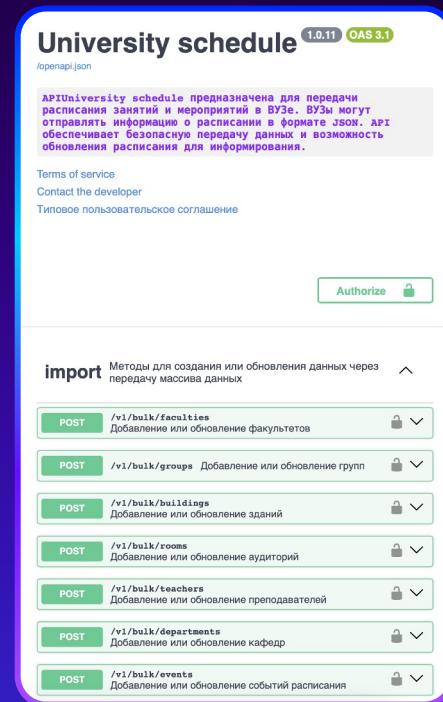 University schedule 1.0.11 OAS 3.1
/openapi.json
APIUniversity schedule предназначена для передачи
расписания занятий и мероприятий в ВУЗе. ВУЗы могут
отправлять информацию о расписании в формате JSON. API
обеспечивает безопасную передачу данных и возможность
обновления расписания для информирования.
Terms of service
Contact the developer
Типовое пользовательское соглашение
Authorize
import Методы для создания или обновления данных через
передачу массива данных
POST /v1/bulk/faculties
Добавление или обновление факультетов
POST /v1/bulk/groups Добавление или обновление групп
POST /v1/bulk/buildings
Добавление или обновление зданий
POST /v1/bulk/rooms
Добавление или обновление аудиторий
POST /v1/bulk/teachers
Добавление или обновление преподавателей
POST /v1/bulk/departments
Добавление или обновление кафедр
POST /v1/bulk/events
Добавление или обновление событий расписания